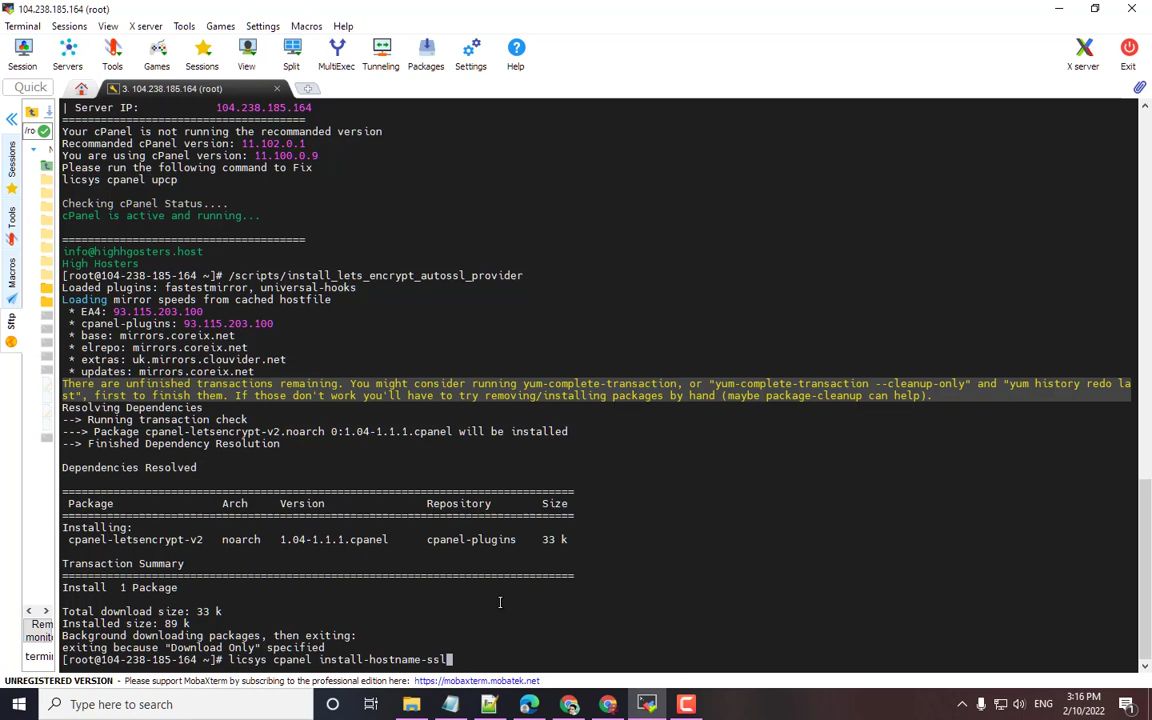 104.238.185.164 (root)
Terminal Sessions View X server Tools Games Settings Macros Help
Session Servers Tools Games Sessions View Split MultiExec Tunneling Packages Settings Help X server Exit
Quick 3. 104.238.185.164 (root)
| Server IP: 104.238.185.164
=====================================
Your cPanel is not running the recommanded version
Recommanded cPanel version: 11.102.0.1
You are using cPanel version: 11.100.0.9
Please run the following command to Fix
licsys cpanel upcp
Checking cPanel Status....
cPanel is active and running...
=====================================
info@highhgosters.host
High Hosters
[root@104-238-185-164 ~]# /scripts/install_lets_encrypt_autossl_provider
Loaded plugins: fastestmirror, universal-hooks
Loading mirror speeds from cached hostfile
* EA4: 93.115.203.100
* cpanel-plugins: 93.115.203.100
* base: mirrors.coreix.net
* elrepo: mirrors.coreix.net
* extras: uk.mirrors.clouvider.net
* updates: mirrors.coreix.net
There are unfinished transactions remaining. You might consider running yum-complete-transaction, or "yum-complete-transaction --cleanup-only" and "yum history redo la
st", first to finish them. If those don't work you'll have to try removing/installing packages by hand (maybe package-cleanup can help).
Resolving Dependencies
--> Running transaction check
---> Package cpanel-letsencrypt-v2.noarch 0:1.04-1.1.1.cpanel will be installed
--> Finished Dependency Resolution
Dependencies Resolved
Package Arch Version Repository Size
Installing:
cpanel-letsencrypt-v2 noarch 1.04-1.1.1.cpanel cpanel-plugins 33 k
Transaction Summary
Install 1 Package
Total download size: 33 k
Installed size: 89 k
Background downloading packages, then exiting:
exiting because "Download Only" specified
[root@104-238-185-164 ~]# licsys cpanel install-hostname-ssl
Sessions
Tools
Macros
Sftp
/ro
Rem
monito
termi
UNREGISTERED VERSION - Please support MobaXterm by subscribing to the professional edition here: https://mobaxterm.mobatek.net
Type here to search
ENG
3:16 PM
2/10/2022
1